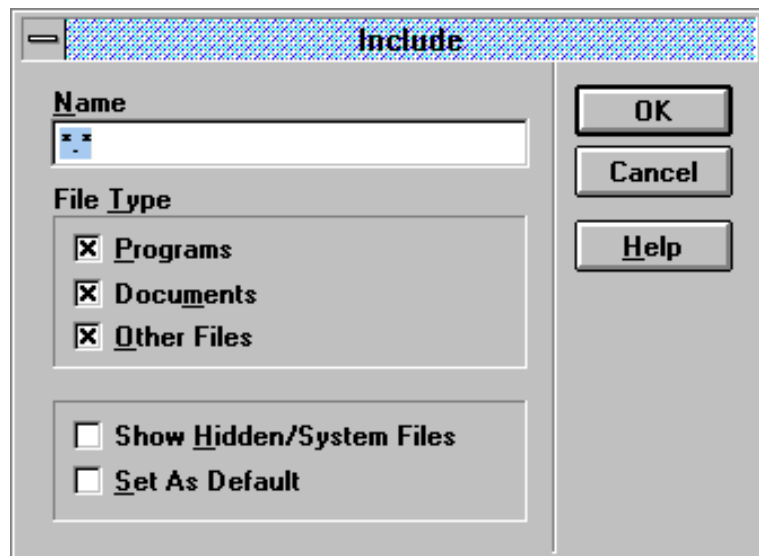 Include
Name
*.*
File Type
Programs
Documents
Other Files
Show Hidden/System Files
Set As Default
OK
Cancel
Help